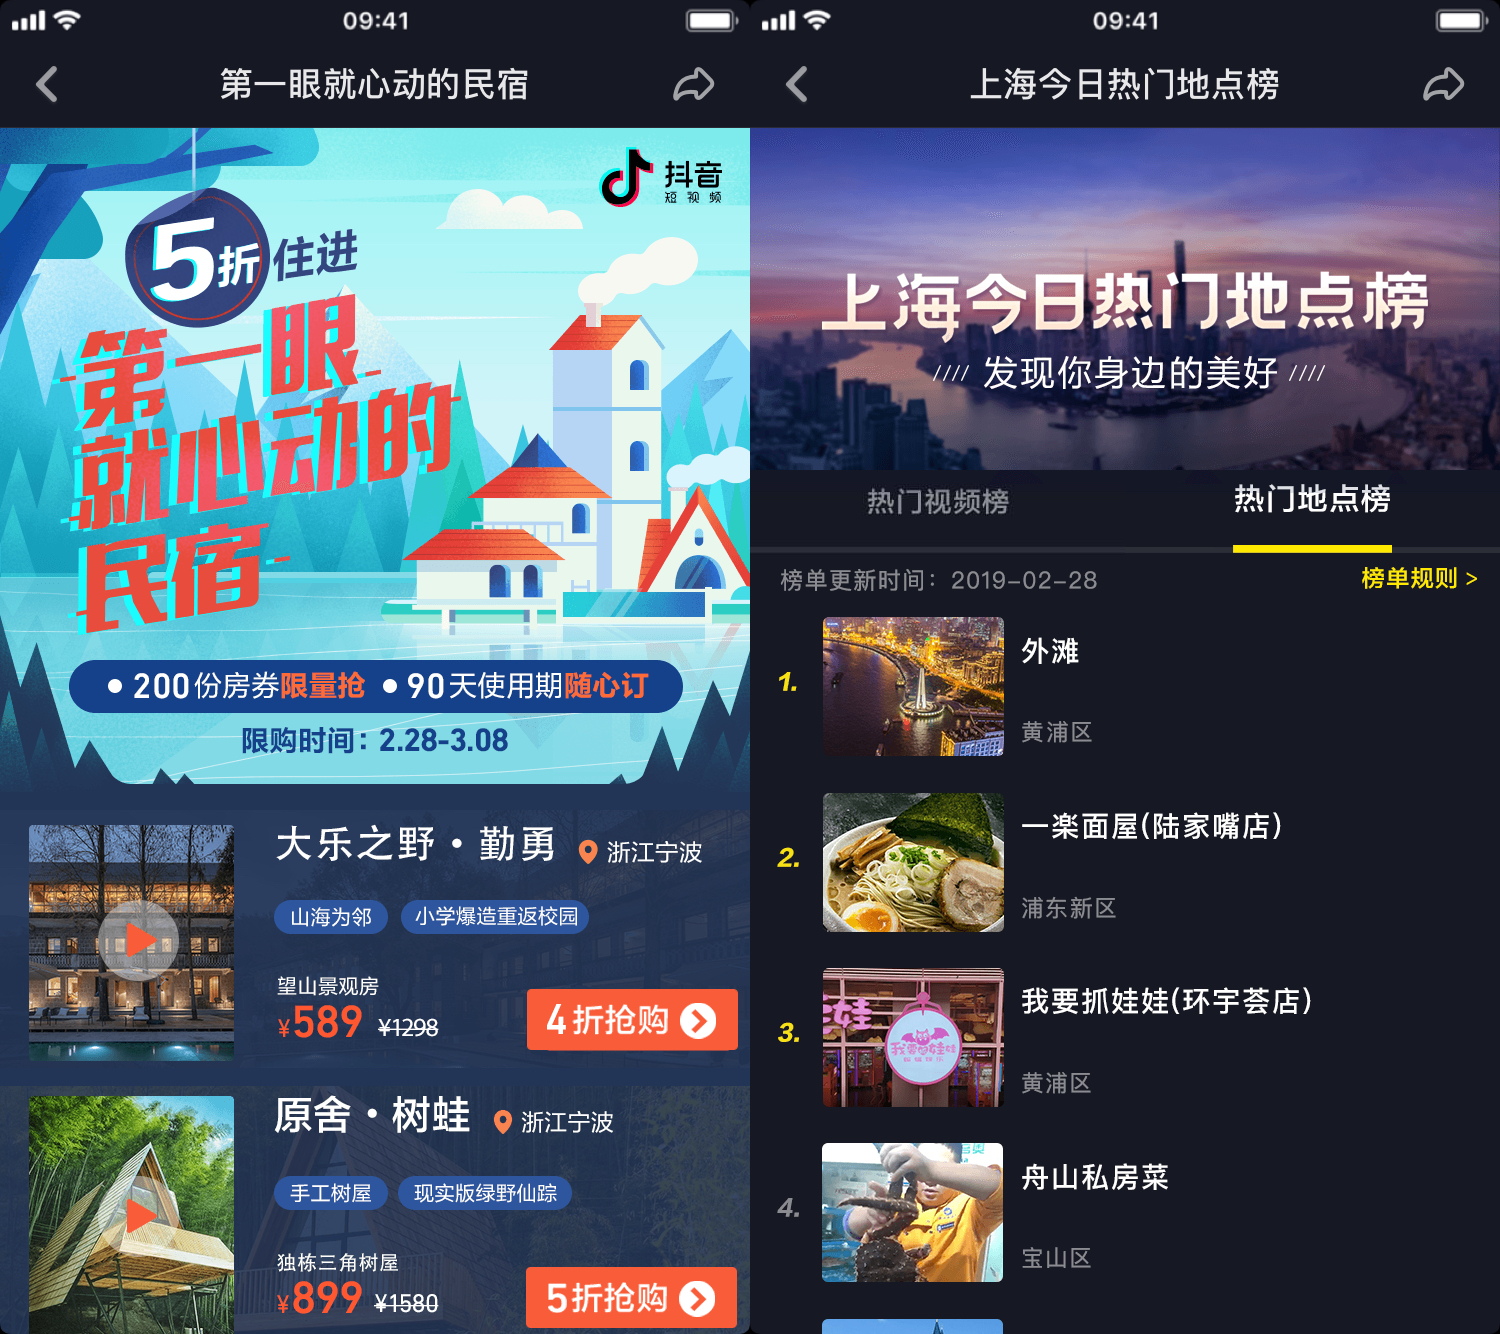 09:41
第一眼就心动的民宿
抖音
短视频
5折住进
第一眼
就心动的
民宿
• 200份房券限量抢 • 90天使用期随心订
限购时间：2.28-3.08
大乐之野·勤勇
浙江宁波
山海为邻
小学爆造重返校园
望山景观房
¥589 ¥1298
4折抢购
原舍·树蛙
浙江宁波
手工树屋
现实版绿野仙踪
独栋三角树屋
¥899 ¥1580
5折抢购
09:41
上海今日热门地点榜
上海今日热门地点榜
//// 发现你身边的美好 ////
热门视频榜
热门地点榜
榜单更新时间：2019-02-28
榜单规则 >
1.
外滩
黄浦区
2.
一楽面屋(陆家嘴店)
浦东新区
3.
我要抓娃娃(环宇荟店)
黄浦区
4.
舟山私房菜
宝山区